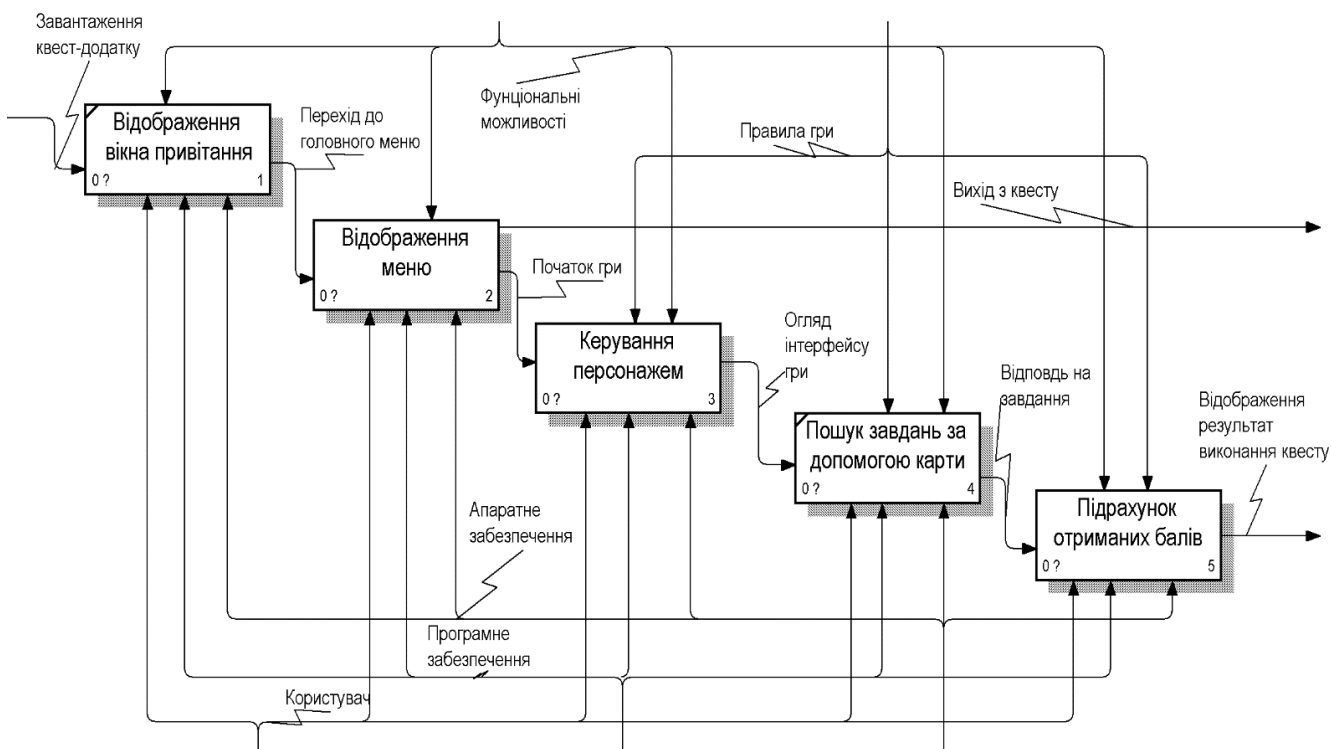 Завантаження
квест-додатку
Відображення
вікна привітання
0 ?
1
Перехід до
головного меню
Фунціональні
можливості
Правила гри
Вихід з квесту
Відображення
меню
0 ?
2
Початок гри
Керування
персонажем
0 ?
3
Огляд
інтерфейсу
гри
Пошук завдань за
допомогою карти
0 ?
4
Відповдь на
завдання
Відображення
результат
виконання квесту
Підрахунок
отриманих балів
0 ?
5
Апаратне
забезпечення
Програмне
забезпечення
Користувач